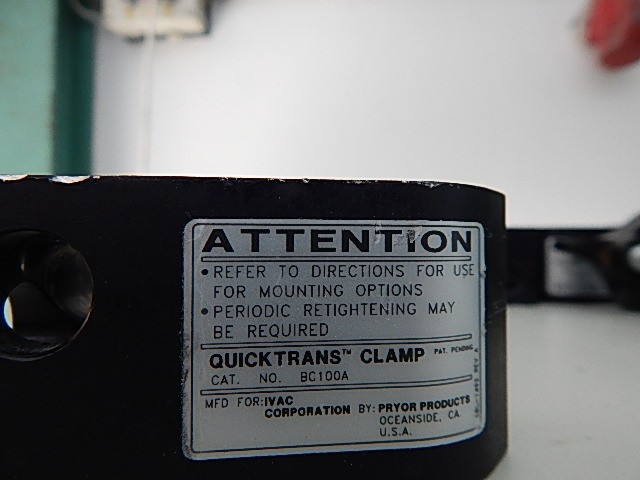 ATTENTION
• REFER TO DIRECTIONS FOR USE
FOR MOUNTING OPTIONS
• PERIODIC RETIGHTENING MAY
BE REQUIRED
QUICKTRANS™ CLAMP PAT. PENDING
CAT. NO. BC100A
MFD FOR: IVAC
CORPORATION BY: PRYOR PRODUCTS
OCEANSIDE, CA
U.S.A.